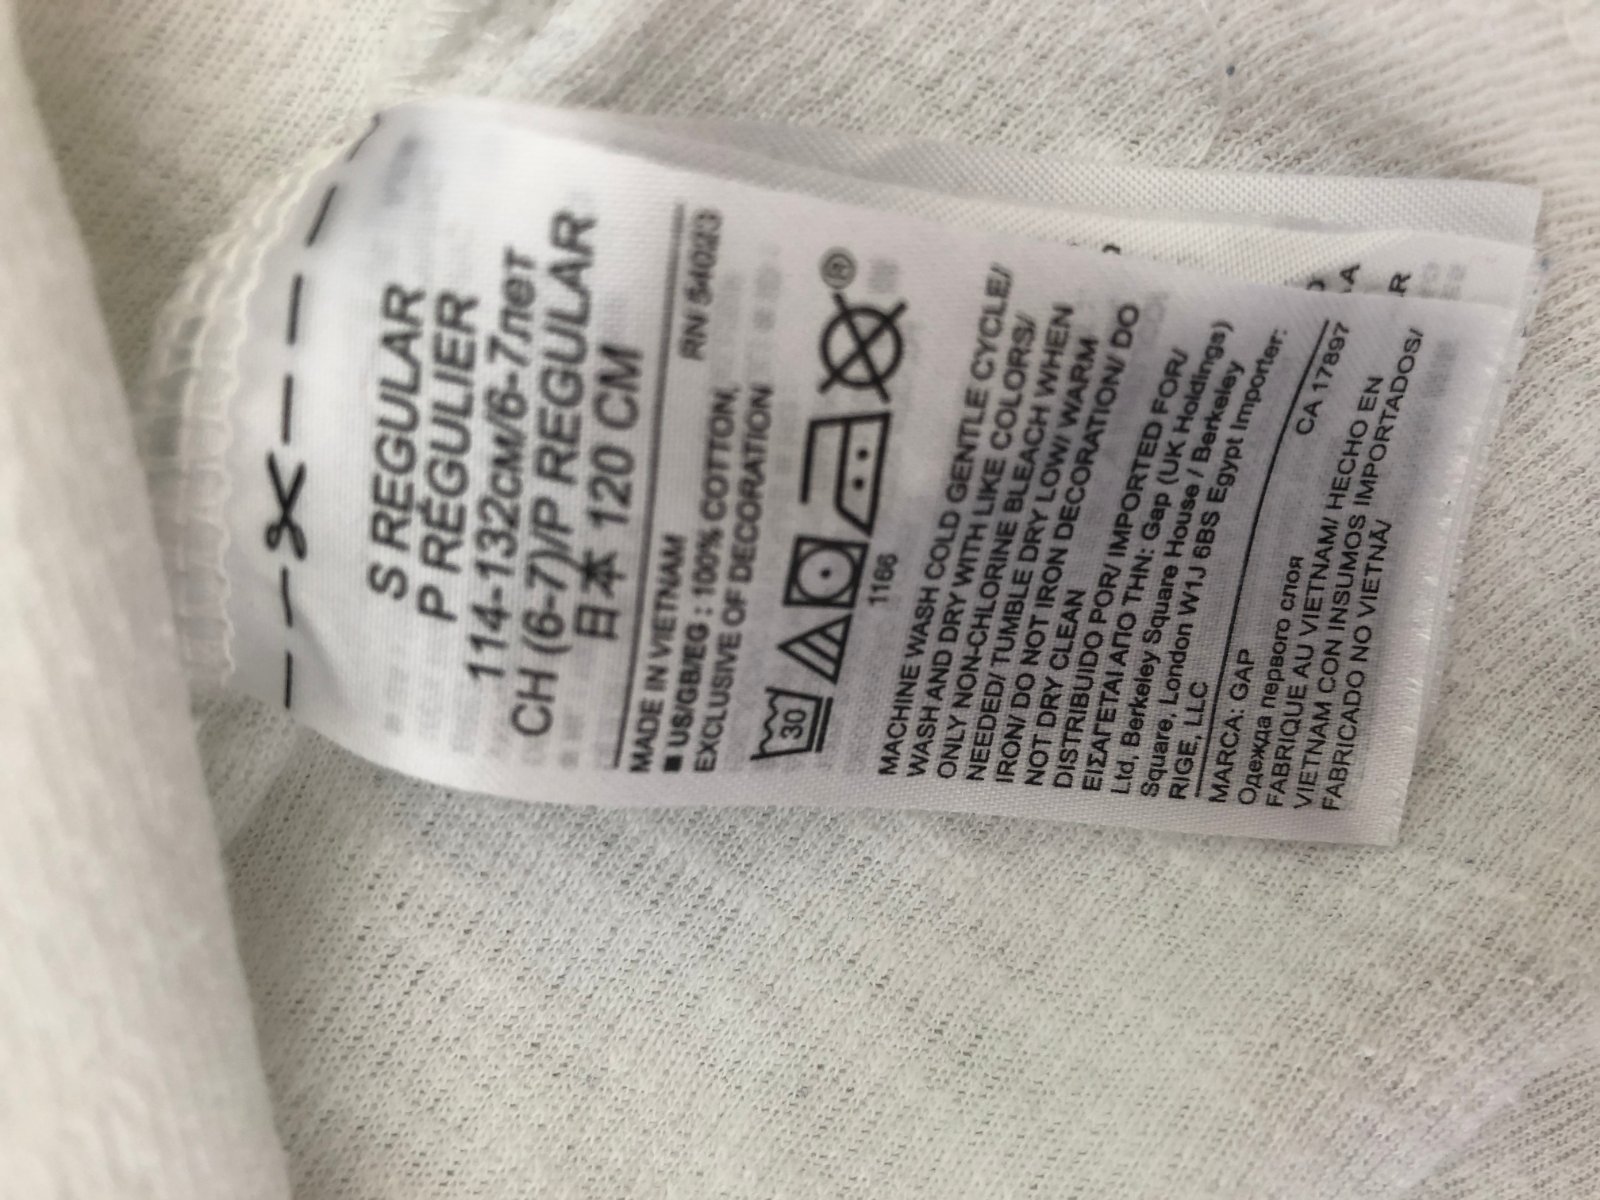 S REGULAR
P RÉGULIER
114-132см/6-7лет
CH (6-7)/P REGULAR
日本 120 CM
RN 54023
MADE IN VIETNAM
■ US/GB/EG : 100% COTTON,
EXCLUSIVE OF DECORATION
30
®
1166
MACHINE WASH COLD GENTLE CYCLE/
WASH AND DRY WITH LIKE COLORS/
ONLY NON-CHLORINE BLEACH WHEN
NEEDED/ TUMBLE DRY LOW/ WARM
IRON/ DO NOT IRON DECORATION/ DO
NOT DRY CLEAN
DISTRIBUIDO POR/ IMPORTED FOR/
ΕΙΣΑΓΕΤΑΙ ΑΠΟ ΤΗΝ: Gap (UK Holdings)
Ltd, Berkeley Square House / Berkeley
Square, London W1J 6BS Egypt Importer:
RIGE, LLC
MARCA: GAP
CA 17897
Одежда первого слоя
FABRIQUE AU VIETNAM/ HECHO EN
VIETNAM CON INSUMOS IMPORTADOS/
FABRICADO NO VIETNÃ/